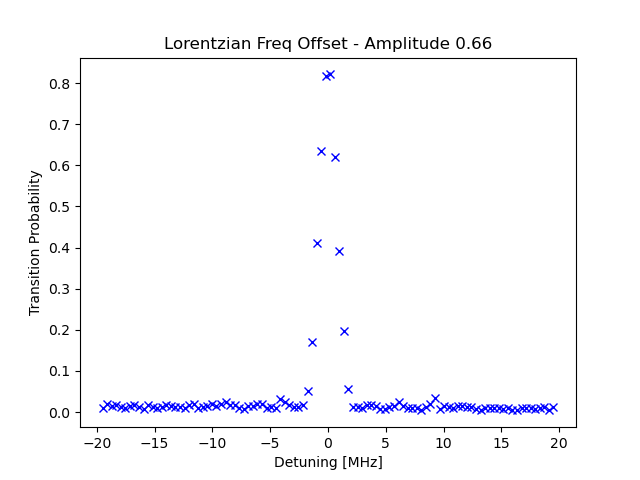 Lorentzian Freq Offset - Amplitude 0.66
Transition Probability
0.8
0.7
0.6
0.5
0.4
0.3
0.2
0.1
0.0
−20 −15 −10 −5 0 5 10 15 20
Detuning [MHz]